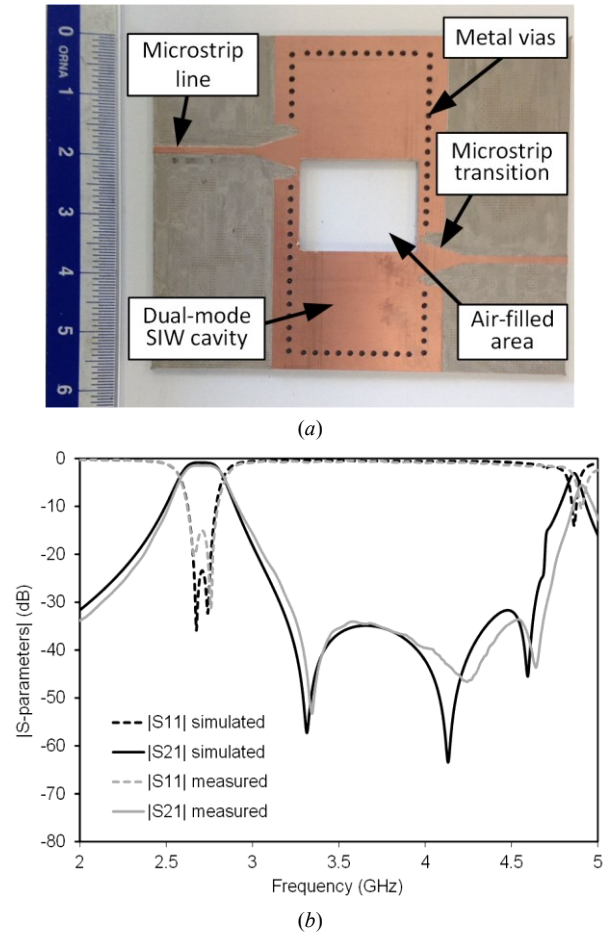 0
ORNA
1
2
3
4
5
6
Microstrip
line
Metal vias
Microstrip
transition
Dual-mode
SIW cavity
Air-filled
area
(a)
0
-10
-20
-30
-40
-50
-60
-70
-80
|S-parameters| (dB)
|S11| simulated
|S21| simulated
|S11| measured
|S21| measured
2
2.5
3
3.5
4
4.5
5
Frequency (GHz)
(b)